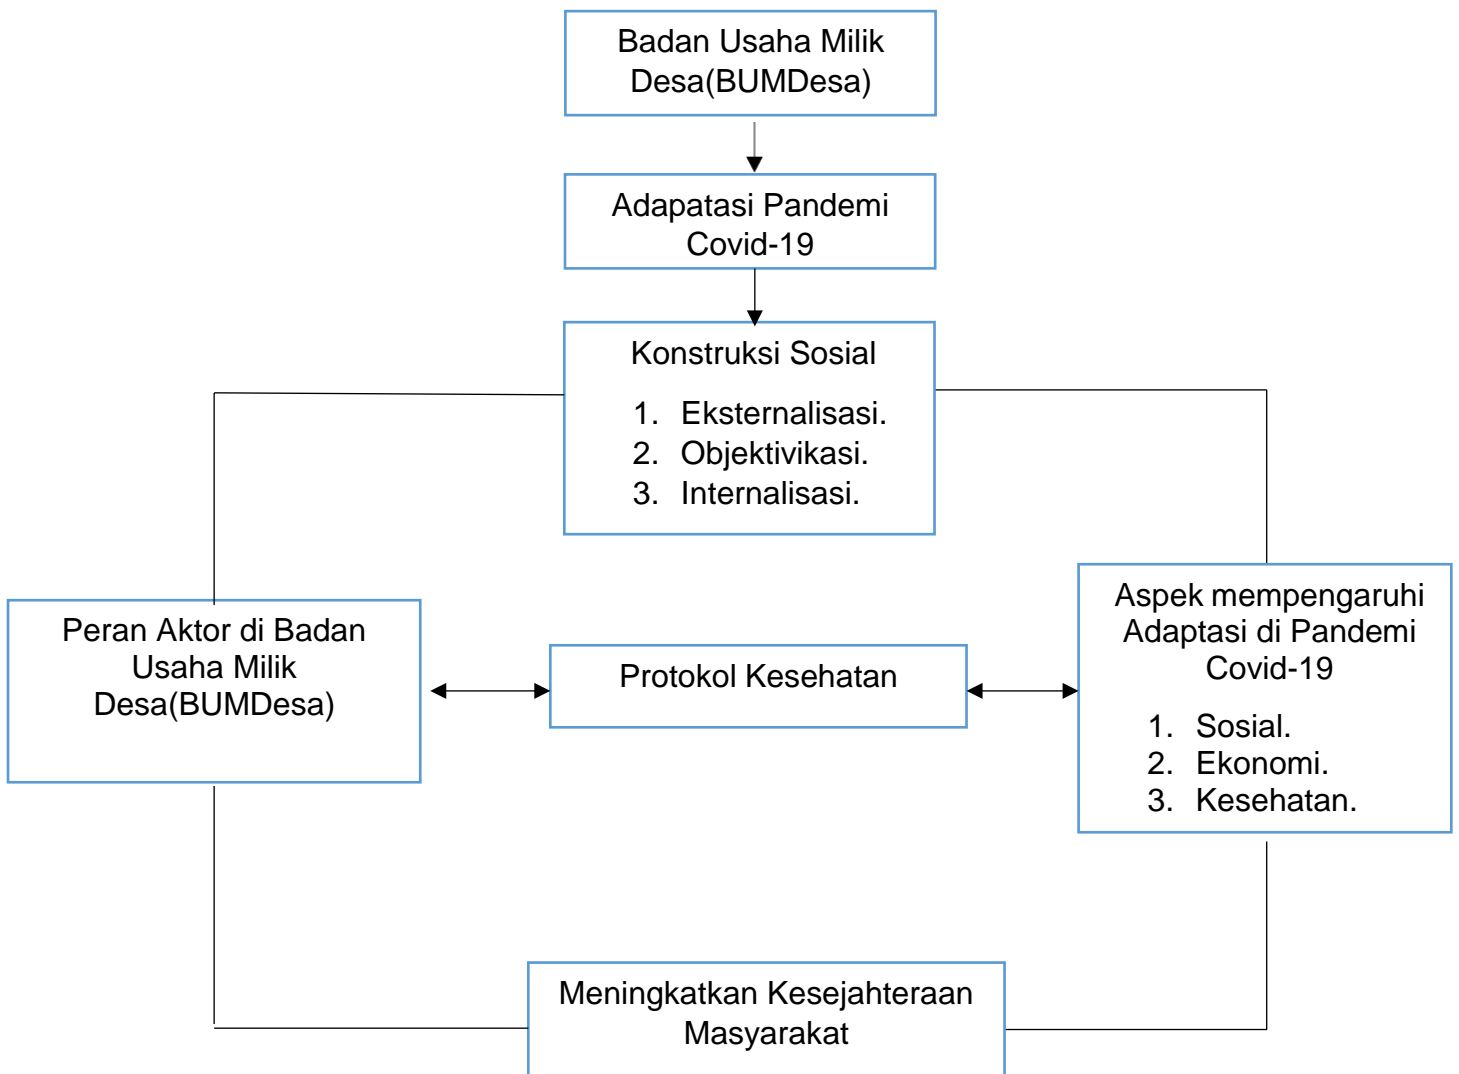 Badan Usaha Milik
Desa(BUMDesa)
Adapatasi Pandemi
Covid-19
Konstruksi Sosial
1. Eksternalisasi.
2. Objektivikasi.
3. Internalisasi.
Peran Aktor di Badan
Usaha Milik
Desa(BUMDesa)
Protokol Kesehatan
Aspek mempengaruhi
Adaptasi di Pandemi
Covid-19
1. Sosial.
2. Ekonomi.
3. Kesehatan.
Meningkatkan Kesejahteraan
Masyarakat